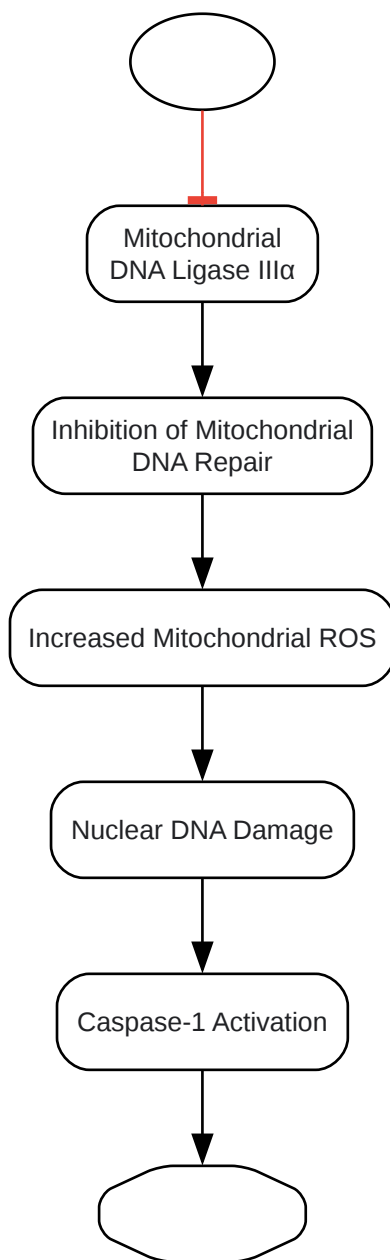 Mitochondrial
DNA Ligase IIIα
Inhibition of Mitochondrial
DNA Repair
Increased Mitochondrial ROS
Nuclear DNA Damage
Caspase-1 Activation